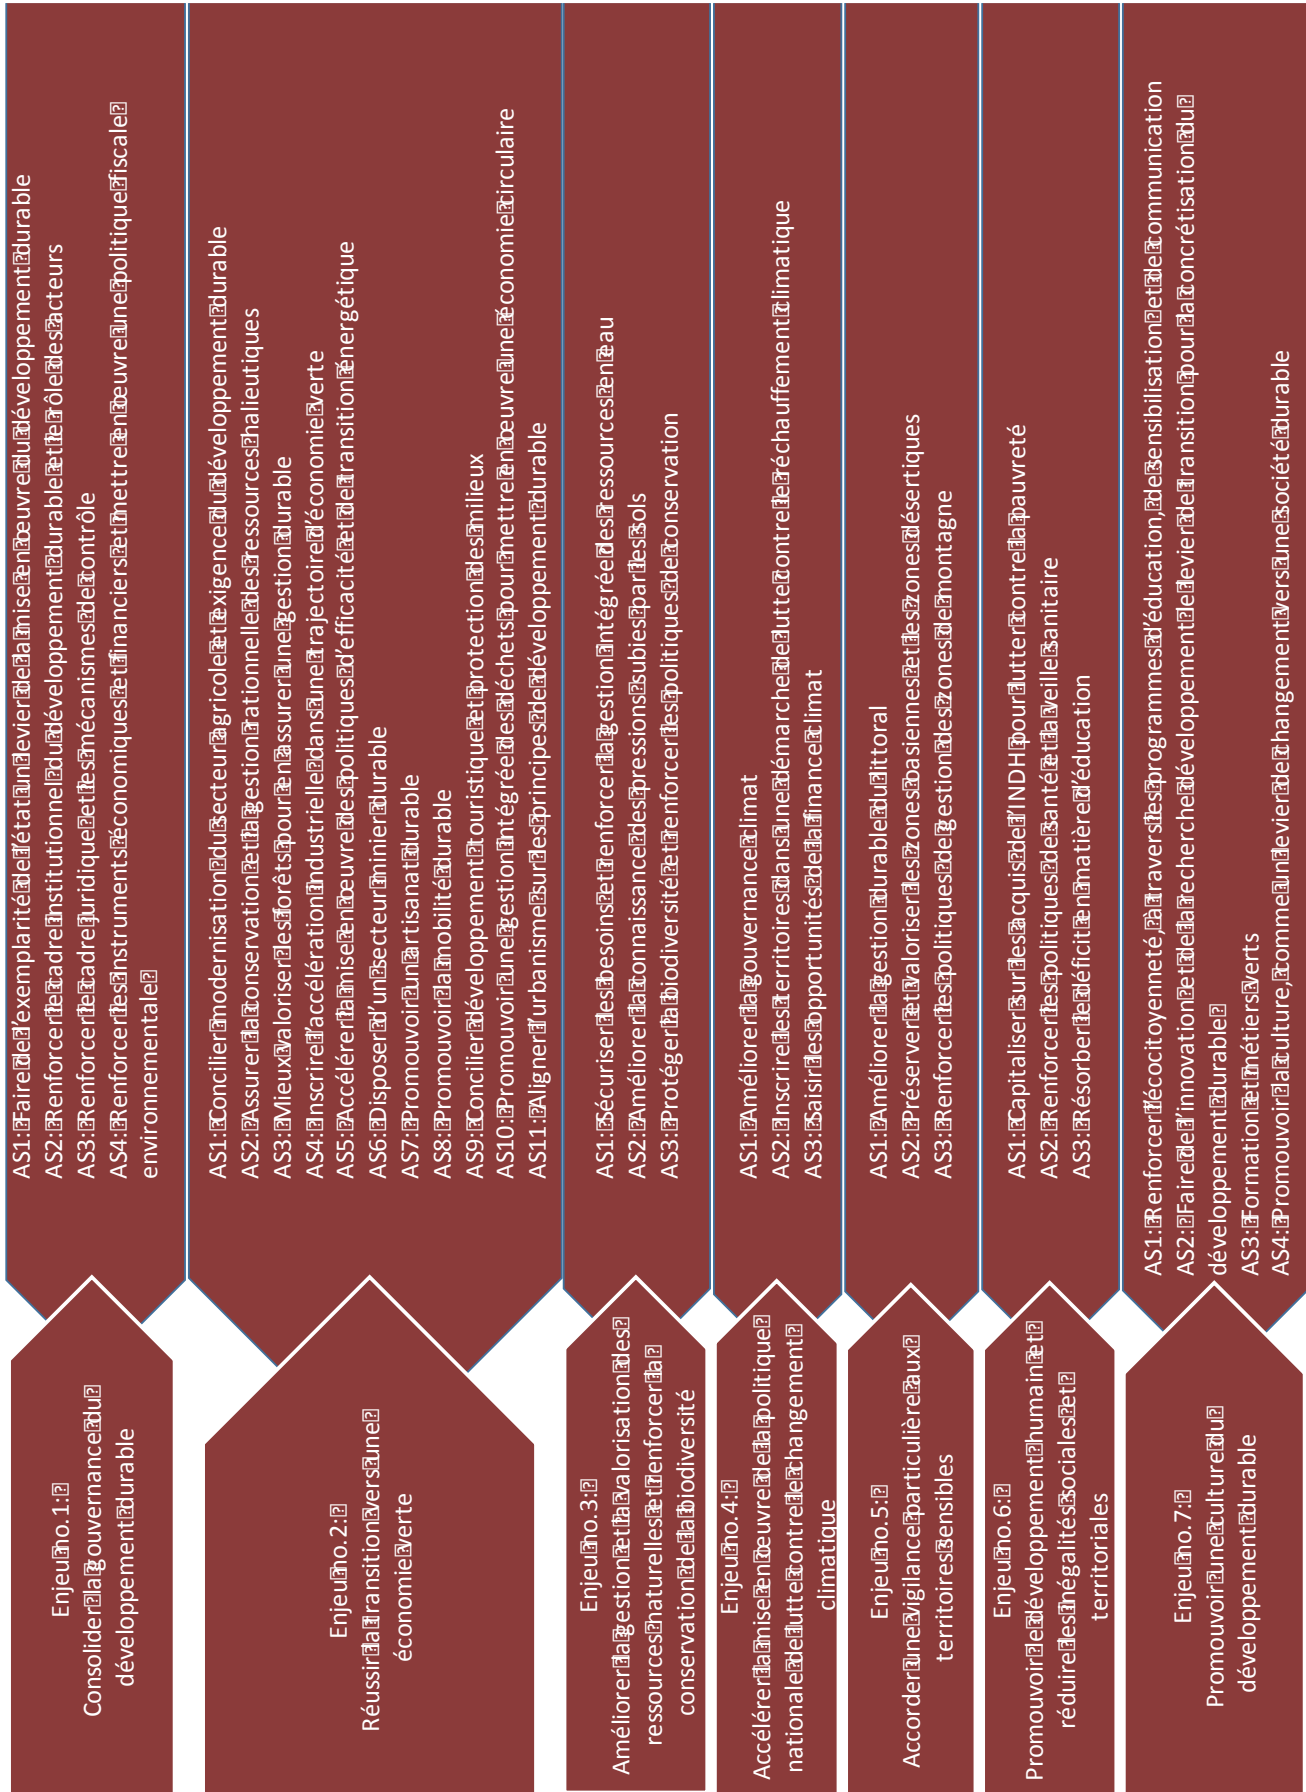 Enjeu no. 1:
Consolider la gouvernance du
développement durable
AS1: Faire de l'exemplarité de l'état un levier de la mise en œuvre du développement durable
AS2: Renforcer le cadre institutionnel du développement durable et le rôle des acteurs
AS3: Renforcer le cadre juridique et les mécanismes de contrôle
AS4: Renforcer les instruments économiques et financiers et mettre en œuvre une politique fiscale
environnementale
Enjeu no. 2:
Réussir la transition vers une
économie verte
AS1: Concilier modernisation du secteur agricole et exigence du développement durable
AS2: Assurer la conservation et la gestion rationnelle des ressources halieutiques
AS3: Mieux valoriser les forêts pour en assurer une gestion durable
AS4: Inscrire l'accélération industrielle dans une trajectoire d'économie verte
AS5: Accélérer la mise en oeuvre des politiques d'efficacité et de transition énergétique
AS6: Disposer d'un secteur minier durable
AS7: Promouvoir un artisanat durable
AS8: Promouvoir la mobilité durable
AS9: Concilier développement touristique et protection des milieux
AS10: Promouvoir une gestion intégrée des déchets pour mettre en œuvre une économie circulaire
AS11: Aligner l'urbanisme sur les principes de développement durable
Enjeu no. 3:
Améliorer la gestion et la valorisation des
ressources naturelles et renforcer la
conservation de la biodiversité
AS1: Sécuriser les besoins et renforcer la gestion intégrée des ressources en eau
AS2: Améliorer la connaissance des pressions subies par les sols
AS3: Protéger la biodiversité et renforcer les politiques de conservation
Enjeu no. 4:
Accélérer la mise en oeuvre de la politique
nationale de lutte contre le changement
climatique
AS1: Améliorer la gouvernance climat
AS2: Inscrire les territoires dans une démarche de lutte contre le réchauffement climatique
AS3: Saisir les opportunités de la finance climat
Enjeu no. 5:
Accorder une vigilance particulière aux
territoires sensibles
AS1: Améliorer la gestion durable du littoral
AS2: Préserver et valoriser les zones oasiennes et les zones désertiques
AS3: Renforcer les politiques de gestion des zones de montagne
Enjeu no. 6:
Promouvoir le développement humain et
réduire les inégalités sociales et
territoriales
AS1: Capitaliser sur les acquis de l'INDH pour lutter contre la pauvreté
AS2: Renforcer les politiques de santé et la veille sanitaire
AS3: Résorber le déficit en matière d'éducation
Enjeu no. 7:
Promouvoir une culture du
développement durable
AS1: Renforcer l'écocitoyenneté, à travers les programmes d'éducation, de sensibilisation et de communication
AS2: Faire de l'innovation et de la recherche développement le levier de transition pour la concrétisation du
développement durable
AS3: Formation et métiers verts
AS4: Promouvoir la culture, comme un levier de changement vers une société durable